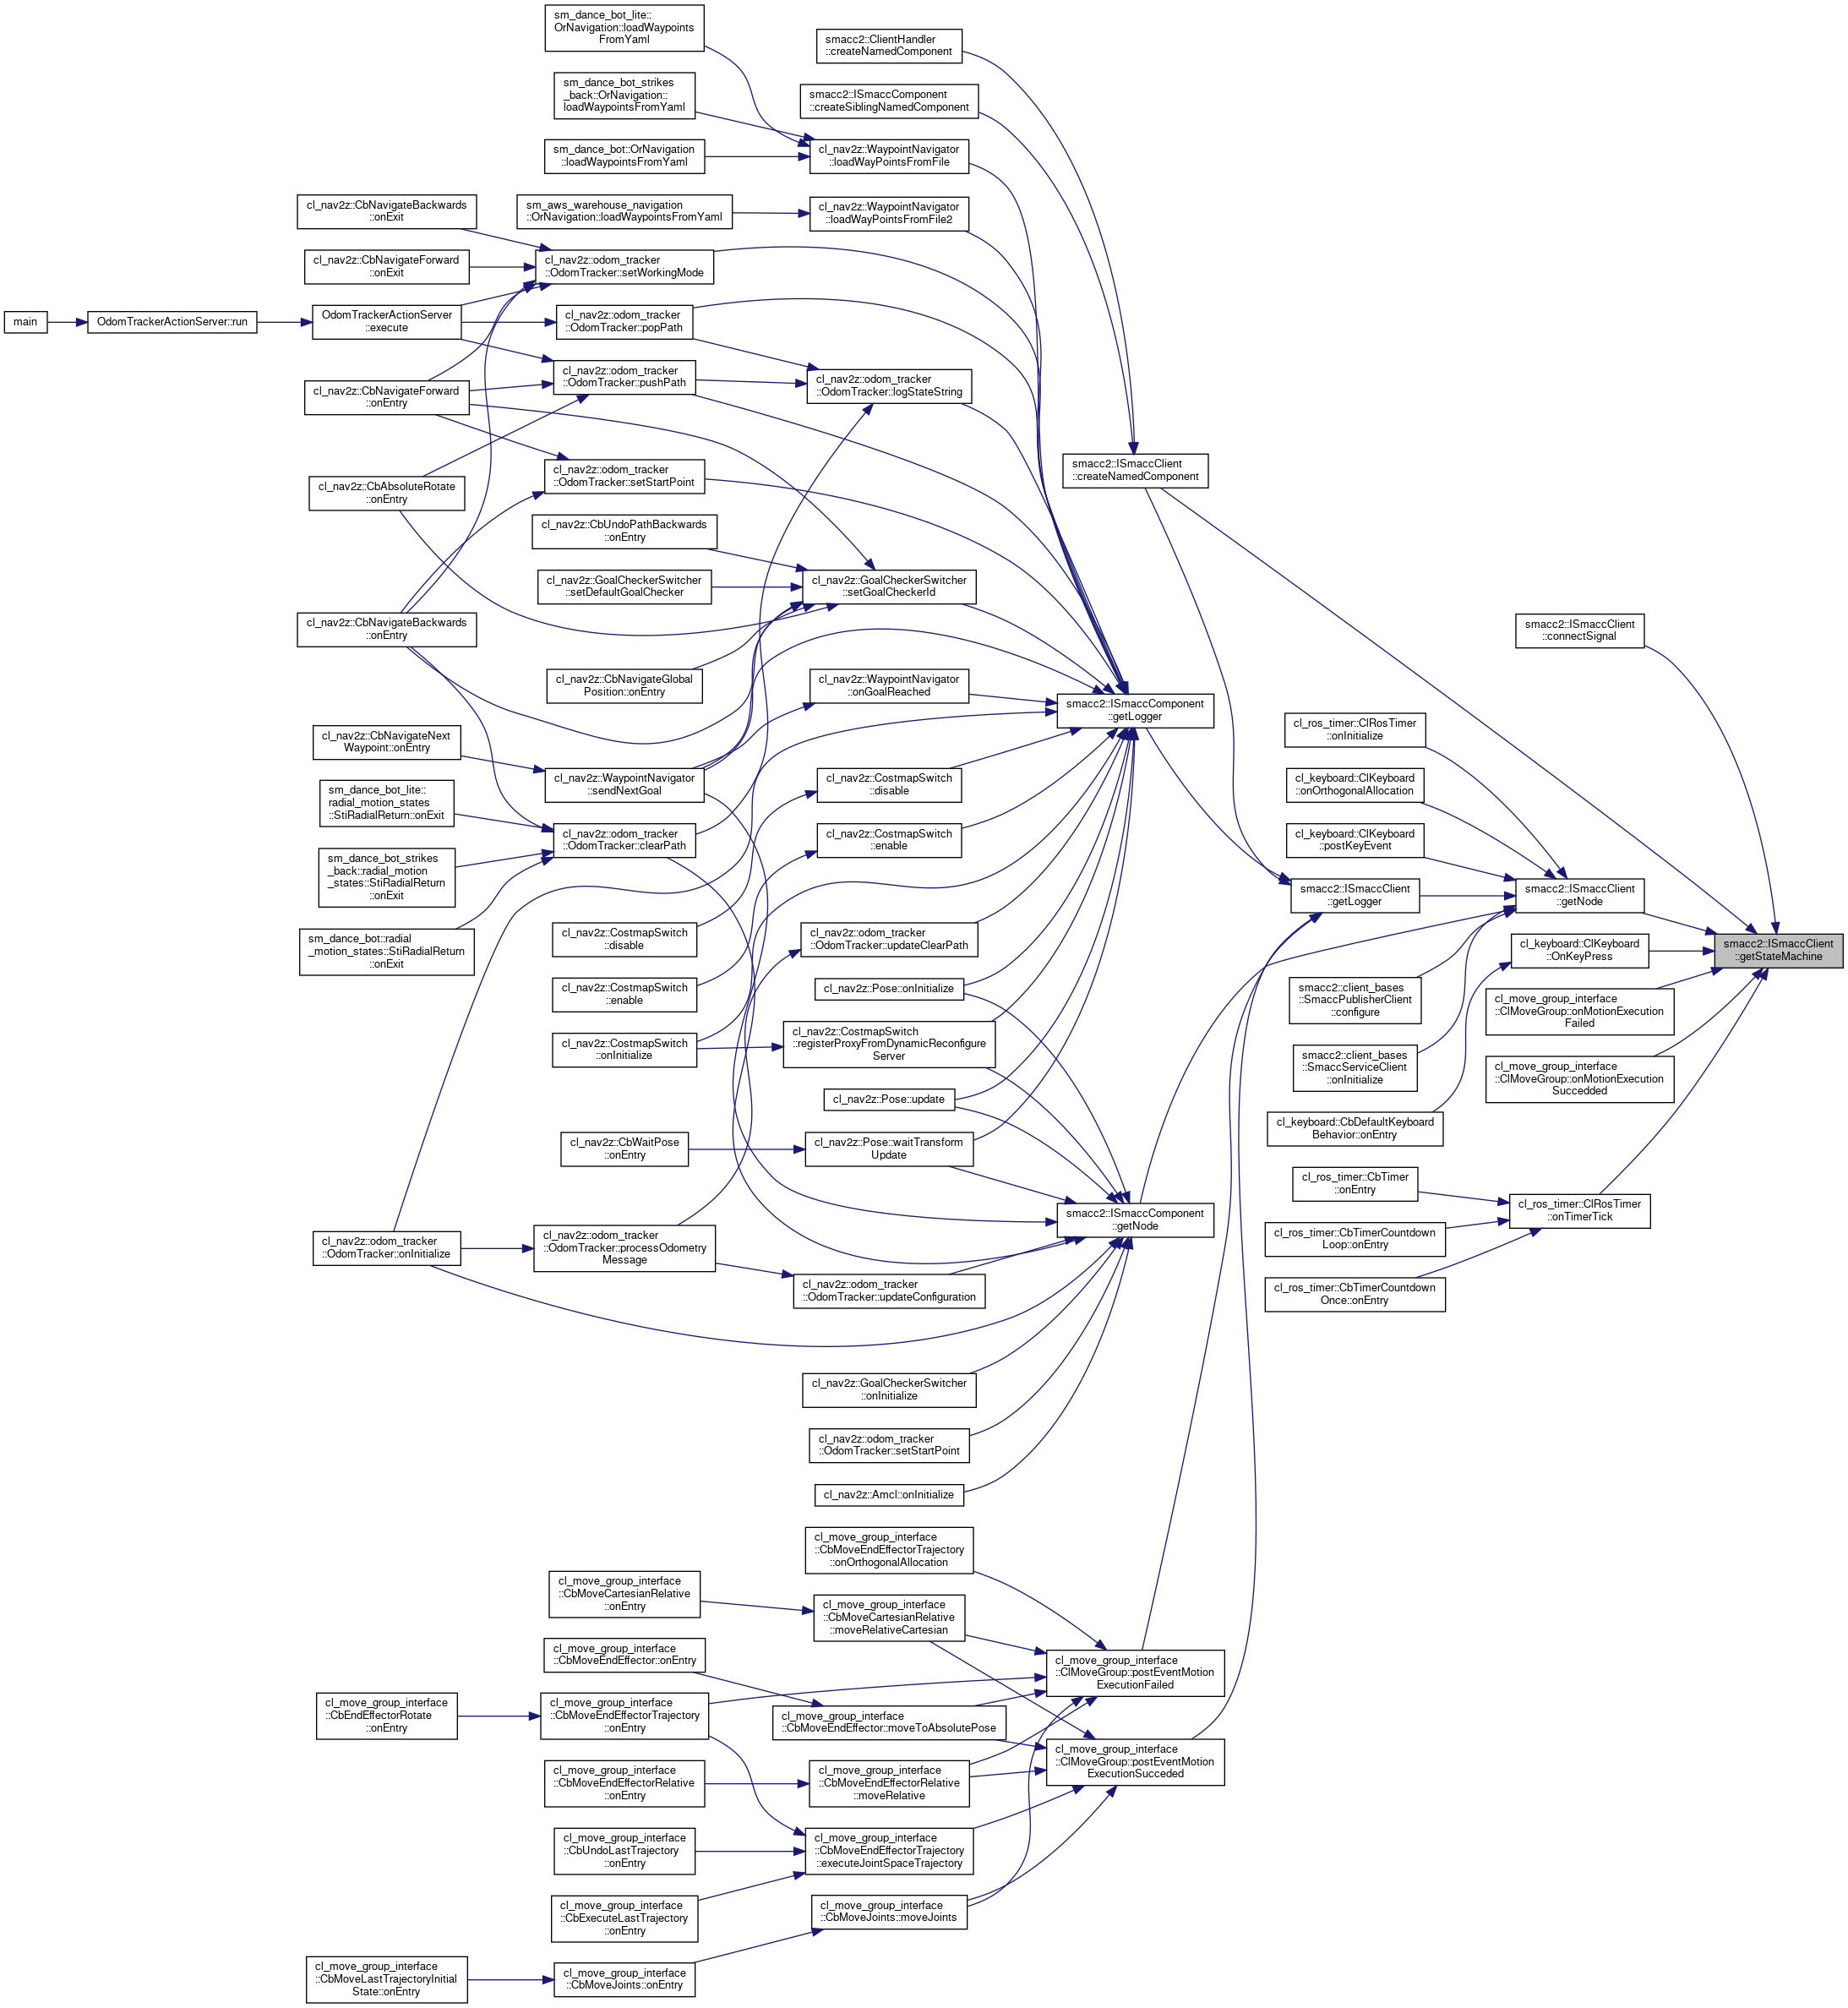 main
OdomTrackerActionServer::run
cl_nav2z::CbNavigateBackwards
::onExit
cl_nav2z::CbNavigateForward
::onExit
OdomTrackerActionServer
::execute
cl_nav2z::CbNavigateForward
::onEntry
cl_nav2z::CbAbsoluteRotate
::onEntry
cl_nav2z::CbNavigateBackwards
::onEntry
cl_nav2z::CbNavigateNext
Waypoint::onEntry
sm_dance_bot_lite::
radial_motion_states
::StiRadialReturn::onExit
sm_dance_bot_strikes
_back::radial_motion
_states::StiRadialReturn
::onExit
sm_dance_bot::radial
_motion_states::StiRadialReturn
::onExit
cl_nav2z::odom_tracker
::OdomTracker::onInitialize
cl_move_group_interface
::CbEndEffectorRotate
::onEntry
cl_move_group_interface
::CbMoveLastTrajectoryInitial
State::onEntry
sm_dance_bot_lite::
OrNavigation::loadWaypoints
FromYaml
sm_dance_bot_strikes
_back::OrNavigation::
loadWaypointsFromYaml
sm_dance_bot::OrNavigation
::loadWaypointsFromYaml
sm_aws_warehouse_navigation
::OrNavigation::loadWaypointsFromYaml
cl_nav2z::odom_tracker
::OdomTracker::setWorkingMode
cl_nav2z::odom_tracker
::OdomTracker::popPath
cl_nav2z::odom_tracker
::OdomTracker::pushPath
cl_nav2z::odom_tracker
::OdomTracker::setStartPoint
cl_nav2z::CbUndoPathBackwards
::onEntry
cl_nav2z::GoalCheckerSwitcher
::setDefaultGoalChecker
cl_nav2z::CbNavigateGlobal
Position::onEntry
cl_nav2z::WaypointNavigator
::sendNextGoal
cl_nav2z::odom_tracker
::OdomTracker::clearPath
cl_nav2z::CostmapSwitch
::disable
cl_nav2z::CostmapSwitch
::enable
cl_nav2z::CostmapSwitch
::onInitialize
cl_nav2z::CbWaitPose
::onEntry
cl_nav2z::odom_tracker
::OdomTracker::processOdometry
Message
cl_move_group_interface
::CbMoveCartesianRelative
::onEntry
cl_move_group_interface
::CbMoveEndEffector::onEntry
cl_move_group_interface
::CbMoveEndEffectorTrajectory
::onEntry
cl_move_group_interface
::CbMoveEndEffectorRelative
::onEntry
cl_move_group_interface
::CbUndoLastTrajectory
::onEntry
cl_move_group_interface
::CbExecuteLastTrajectory
::onEntry
cl_move_group_interface
::CbMoveJoints::onEntry
smacc2::ClientHandler
::createNamedComponent
smacc2::ISmaccComponent
::createSiblingNamedComponent
cl_nav2z::WaypointNavigator
::loadWayPointsFromFile
cl_nav2z::WaypointNavigator
::loadWayPointsFromFile2
cl_nav2z::odom_tracker
::OdomTracker::logStateString
cl_nav2z::GoalCheckerSwitcher
::setGoalCheckerId
cl_nav2z::WaypointNavigator
::onGoalReached
cl_nav2z::CostmapSwitch
::disable
cl_nav2z::CostmapSwitch
::enable
cl_nav2z::odom_tracker
::OdomTracker::updateClearPath
cl_nav2z::Pose::onInitialize
cl_nav2z::CostmapSwitch
::registerProxyFromDynamicReconfigure
Server
cl_nav2z::Pose::update
cl_nav2z::Pose::waitTransform
Update
cl_nav2z::odom_tracker
::OdomTracker::updateConfiguration
cl_nav2z::GoalCheckerSwitcher
::onInitialize
cl_nav2z::odom_tracker
::OdomTracker::setStartPoint
cl_nav2z::Amcl::onInitialize
cl_move_group_interface
::CbMoveEndEffectorTrajectory
::onOrthogonalAllocation
cl_move_group_interface
::CbMoveCartesianRelative
::moveRelativeCartesian
cl_move_group_interface
::CbMoveEndEffector::moveToAbsolutePose
cl_move_group_interface
::CbMoveEndEffectorRelative
::moveRelative
cl_move_group_interface
::CbMoveEndEffectorTrajectory
::executeJointSpaceTrajectory
cl_move_group_interface
::CbMoveJoints::moveJoints
smacc2::ISmaccClient
::createNamedComponent
smacc2::ISmaccComponent
::getLogger
smacc2::ISmaccComponent
::getNode
cl_move_group_interface
::ClMoveGroup::postEventMotion
ExecutionFailed
cl_move_group_interface
::ClMoveGroup::postEventMotion
ExecutionSucceded
cl_ros_timer::ClRosTimer
::onInitialize
cl_keyboard::ClKeyboard
::onOrthogonalAllocation
cl_keyboard::ClKeyboard
::postKeyEvent
smacc2::ISmaccClient
::getLogger
smacc2::client_bases
::SmaccPublisherClient
::configure
smacc2::client_bases
::SmaccServiceClient
::onInitialize
cl_keyboard::CbDefaultKeyboard
Behavior::onEntry
cl_ros_timer::CbTimer
::onEntry
cl_ros_timer::CbTimerCountdown
Loop::onEntry
cl_ros_timer::CbTimerCountdown
Once::onEntry
smacc2::ISmaccClient
::connectSignal
smacc2::ISmaccClient
::getNode
cl_keyboard::ClKeyboard
::OnKeyPress
cl_move_group_interface
::ClMoveGroup::onMotionExecution
Failed
cl_move_group_interface
::ClMoveGroup::onMotionExecution
Succedded
cl_ros_timer::ClRosTimer
::onTimerTick
smacc2::ISmaccClient
::getStateMachine